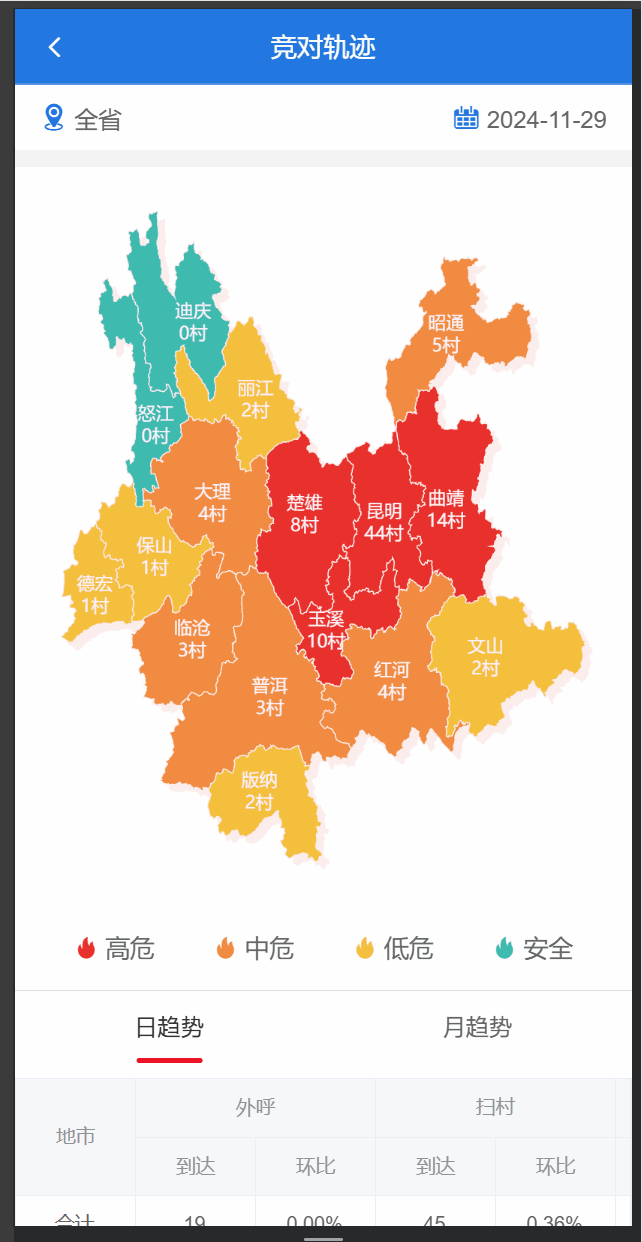 竞对轨迹
全省 2024-11-29
迪庆
0村
昭通
5村
丽江
2村
怒江
0村
大理
4村
楚雄
8村
昆明
44村
曲靖
14村
保山
1村
德宏
1村
临沧
3村
玉溪
10村
文山
2村
普洱
3村
红河
4村
版纳
2村
高危 中危 低危 安全
日趋势 月趋势
地市 外呼 扫村
到达 环比 到达 环比
合计 19 0.00% 45 0.36%